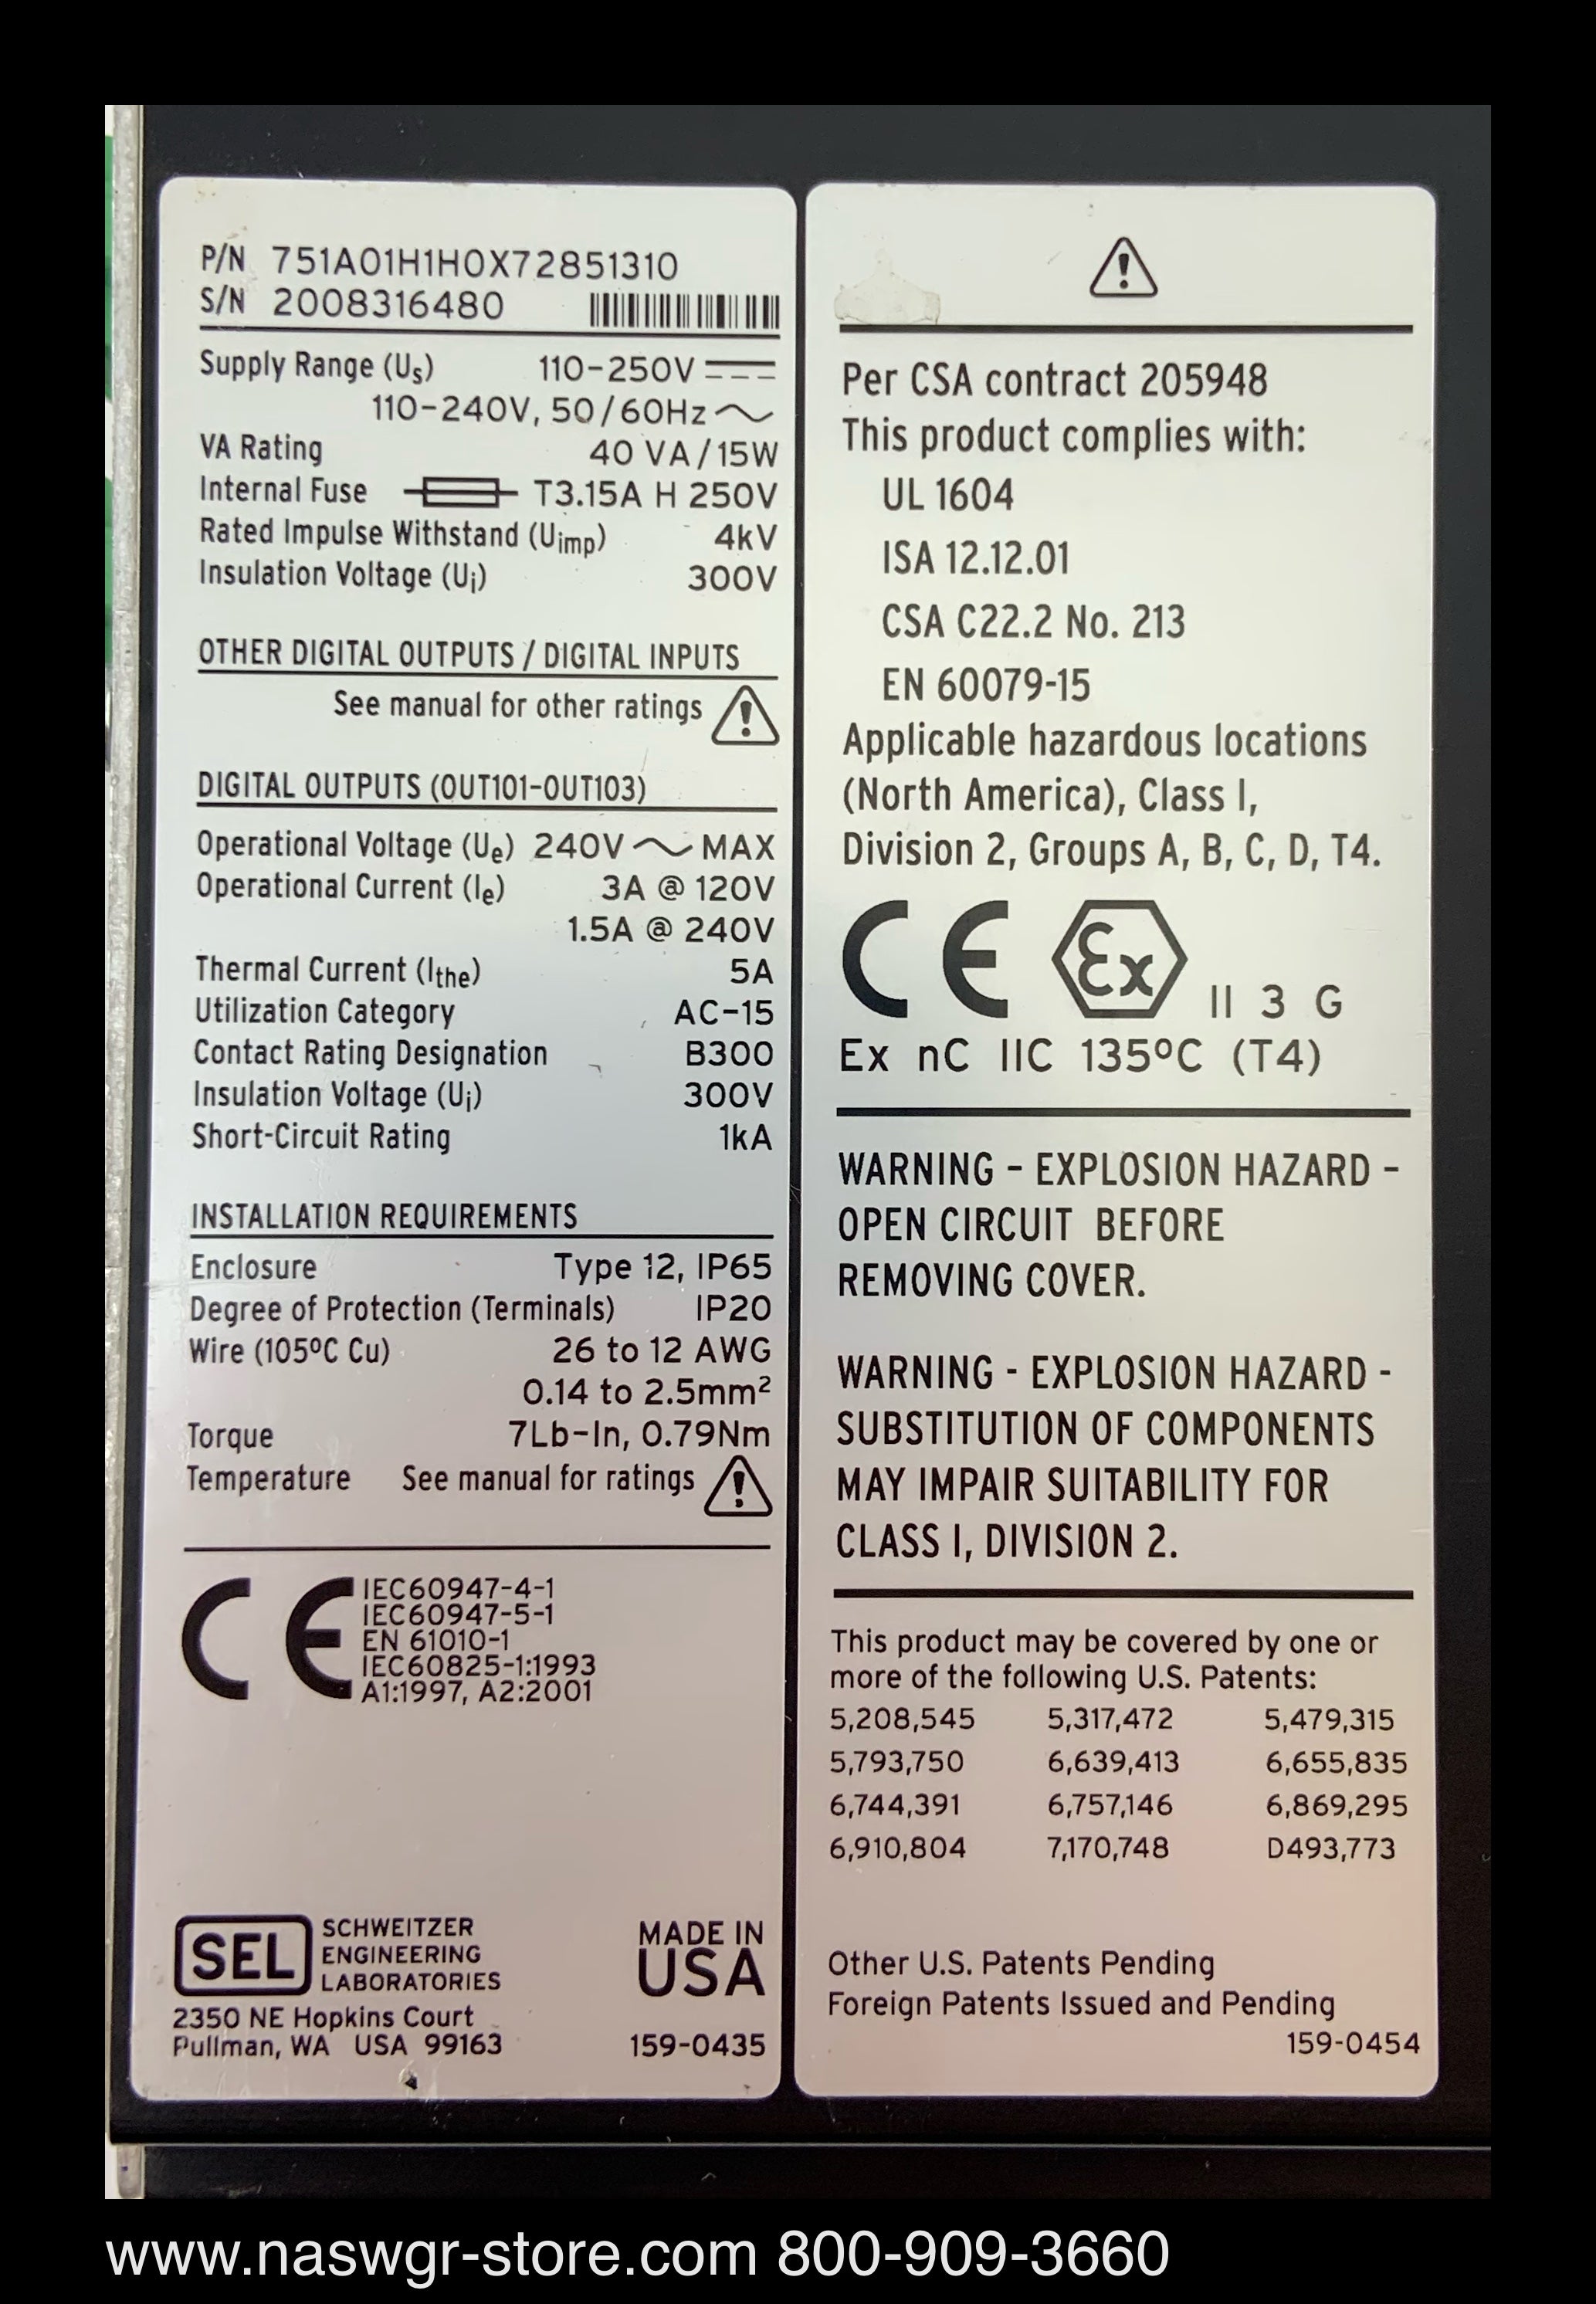 P/N 751A01H1H0X72851310
S/N 2008316480
Supply Range (Us) 110-250V
110-240V, 50/60Hz
VA Rating 40 VA/15W
Internal Fuse T3.15A H 250V
Rated Impulse Withstand (Uimp) 4kV
Insulation Voltage (Ui) 300V
OTHER DIGITAL OUTPUTS / DIGITAL INPUTS
See manual for other ratings
DIGITAL OUTPUTS (OUT101-OUT103)
Operational Voltage (Ue) 240V MAX
Operational Current (Ie) 3A @ 120V
1.5A @ 240V
Thermal Current (Ithe) 5A
Utilization Category AC-15
Contact Rating Designation B300
Insulation Voltage (Ui) 300V
Short-Circuit Rating 1kA
INSTALLATION REQUIREMENTS
Enclosure Type 12, IP65
Degree of Protection (Terminals) IP20
Wire (105ºC Cu) 26 to 12 AWG
0.14 to 2.5mm²
Torque 7Lb-In, 0.79Nm
Temperature See manual for ratings
CE
IEC60947-4-1
IEC60947-5-1
EN 61010-1
IEC60825-1:1993
A1:1997, A2:2001
SEL
SCHWEITZER
ENGINEERING
LABORATORIES
2350 NE Hopkins Court
Pullman, WA USA 99163
MADE IN
USA
159-0435
Per CSA contract 205948
This product complies with:
UL 1604
ISA 12.12.01
CSA C22.2 No. 213
EN 60079-15
Applicable hazardous locations
(North America), Class I,
Division 2, Groups A, B, C, D, T4.
CE Ex II 3 G
Ex nC IIC 135ºC (T4)
WARNING - EXPLOSION HAZARD -
OPEN CIRCUIT BEFORE
REMOVING COVER.
WARNING - EXPLOSION HAZARD -
SUBSTITUTION OF COMPONENTS
MAY IMPAIR SUITABILITY FOR
CLASS I, DIVISION 2.
This product may be covered by one or
more of the following U.S. Patents:
5,208,545 5,317,472 5,479,315
5,793,750 6,639,413 6,655,835
6,744,391 6,757,146 6,869,295
6,910,804 7,170,748 D493,773
Other U.S. Patents Pending
Foreign Patents Issued and Pending
159-0454
www.naswgr-store.com 800-909-3660